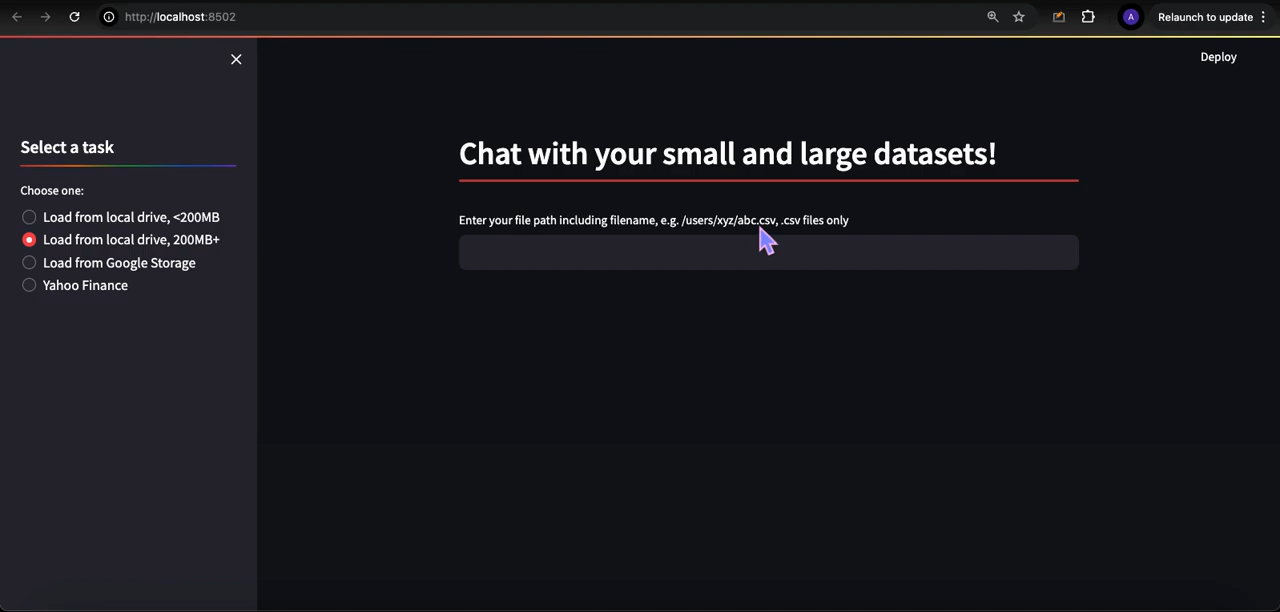 http://localhost:8502
A
Relaunch to update
Deploy
Select a task
Choose one:
Load from local drive, <200MB
Load from local drive, 200MB+
Load from Google Storage
Yahoo Finance
Chat with your small and large datasets!
Enter your file path including filename, e.g. /users/xyz/abc.csv, .csv files only